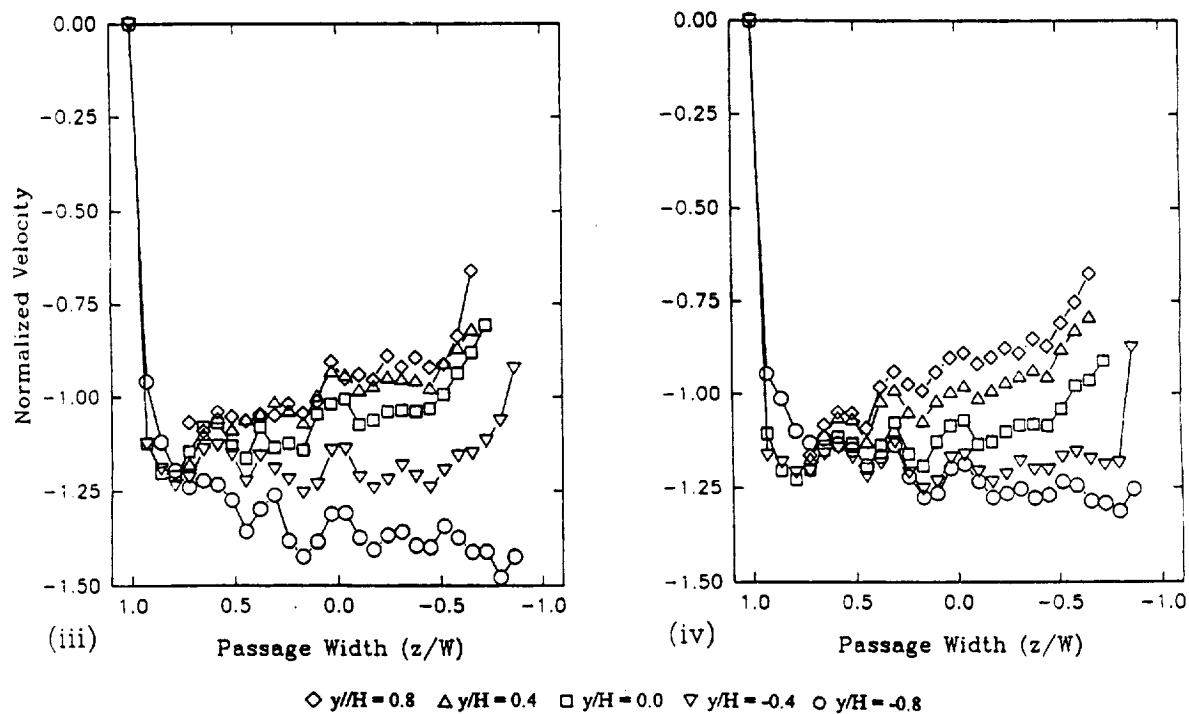 0.00
-0.25
-0.50
-0.75
-1.00
-1.25
-1.50
Normalized Velocity
1.0 0.5 0.0 -0.5 -1.0
(iii)
Passage Width (z/W)
0.00
-0.25
-0.50
-0.75
-1.00
-1.25
-1.50
1.0 0.5 0.0 -0.5 -1.0
(iv)
Passage Width (z/W)
y//H = 0.8 y/H = 0.4 y/H = 0.0 y/H = -0.4 y/H = -0.8